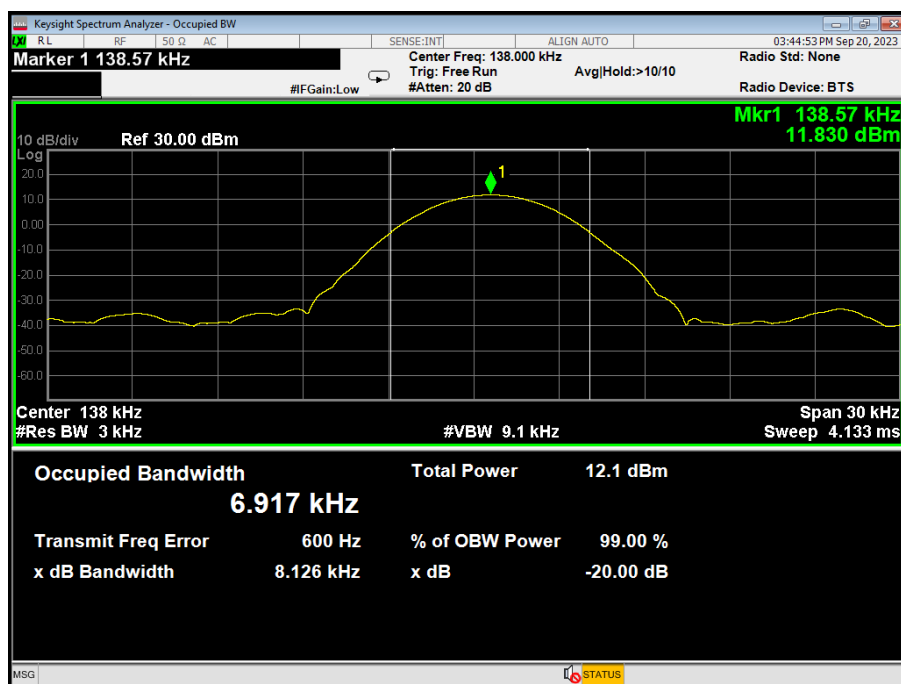 Keysight Spectrum Analyzer - Occupied BW
LXI RL RF 50 Ω AC SENSE:INT ALIGN AUTO 03:44:53 PM Sep 20, 2023
Marker 1 138.57 kHz Center Freq: 138.000 kHz Radio Std: None
Trig: Free Run Avg|Hold:>10/10
#IFGain:Low #Atten: 20 dB Radio Device: BTS
Mkr1 138.57 kHz
10 dB/div Ref 30.00 dBm 11.830 dBm
Log
20.0
1
10.0
0.00
-10.0
-20.0
-30.0
-40.0
-50.0
-60.0
Center 138 kHz Span 30 kHz
#Res BW 3 kHz #VBW 9.1 kHz Sweep 4.133 ms
Occupied Bandwidth Total Power 12.1 dBm
6.917 kHz
Transmit Freq Error 600 Hz % of OBW Power 99.00 %
x dB Bandwidth 8.126 kHz x dB -20.00 dB
MSG STATUS